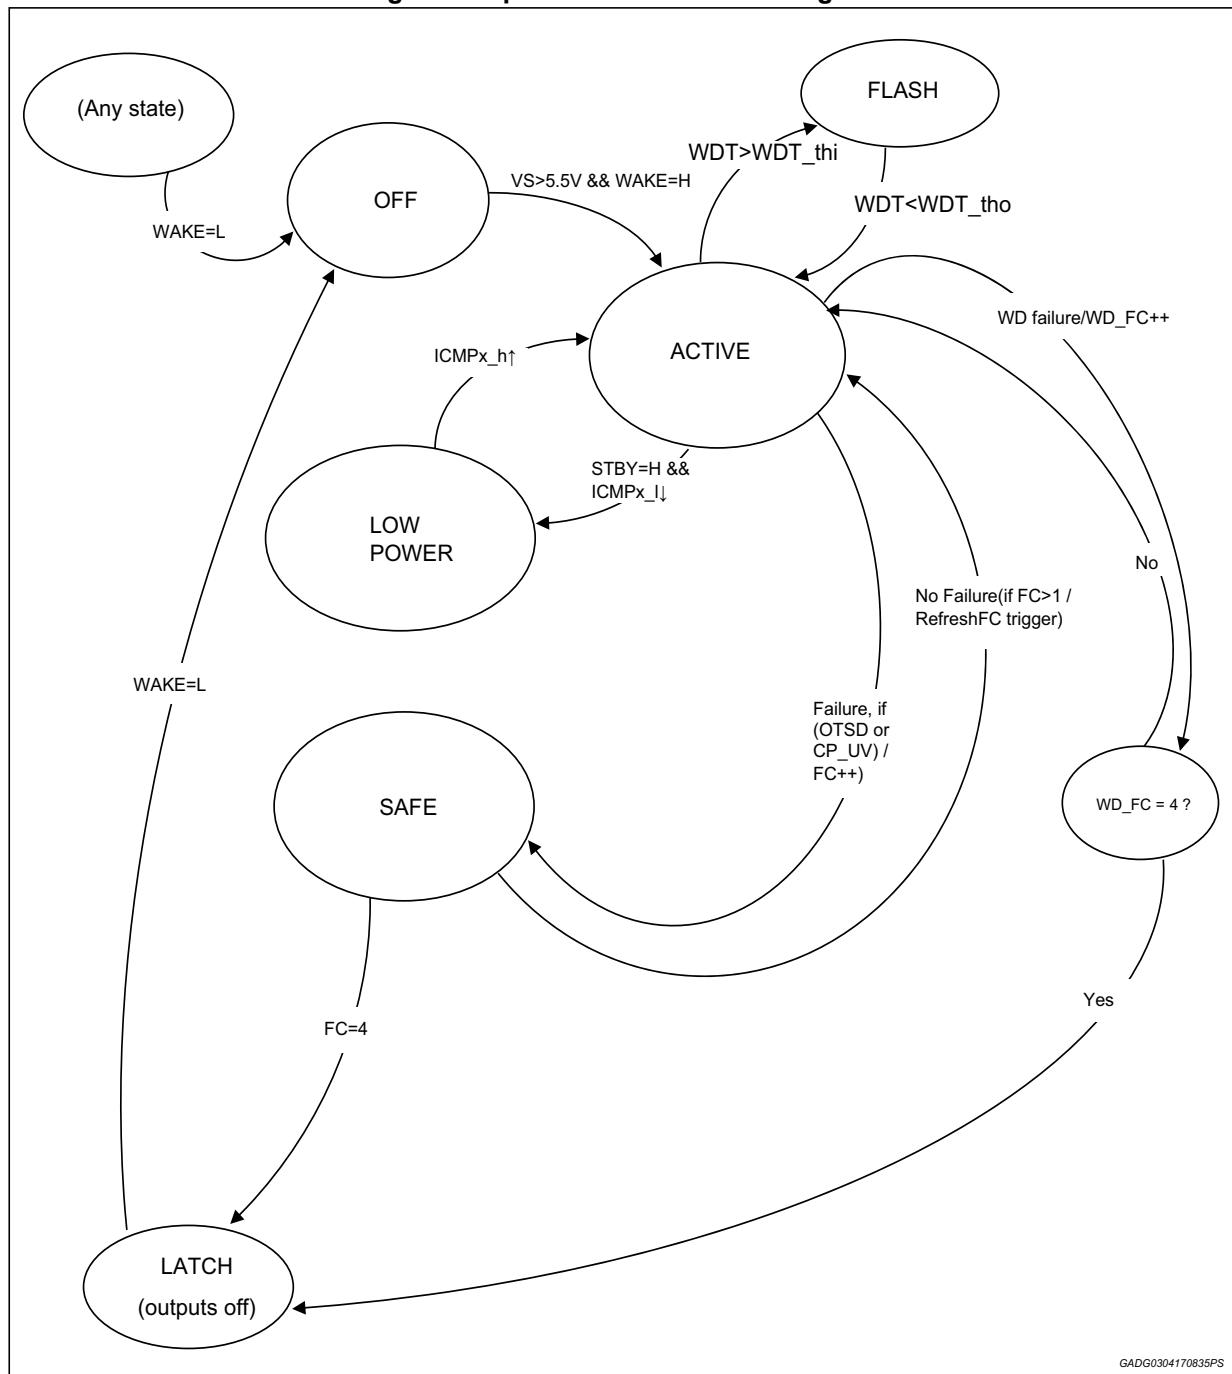 (Any state)
FLASH
WDT>WDT_thi
VS>5.5V && WAKE=H
OFF
WDT<WDT_tho
WAKE=L
WD failure/WD_FC++
ICMPx_h↑
ACTIVE
STBY=H &&
ICMPx_l↓
LOW
POWER
No
No Failure(if FC>1 /
RefreshFC trigger)
WAKE=L
Failure, if
(OTSD or
CP_UV) /
FC++)
SAFE
WD_FC = 4 ?
Yes
FC=4
LATCH
(outputs off)
GADG0304170835PS